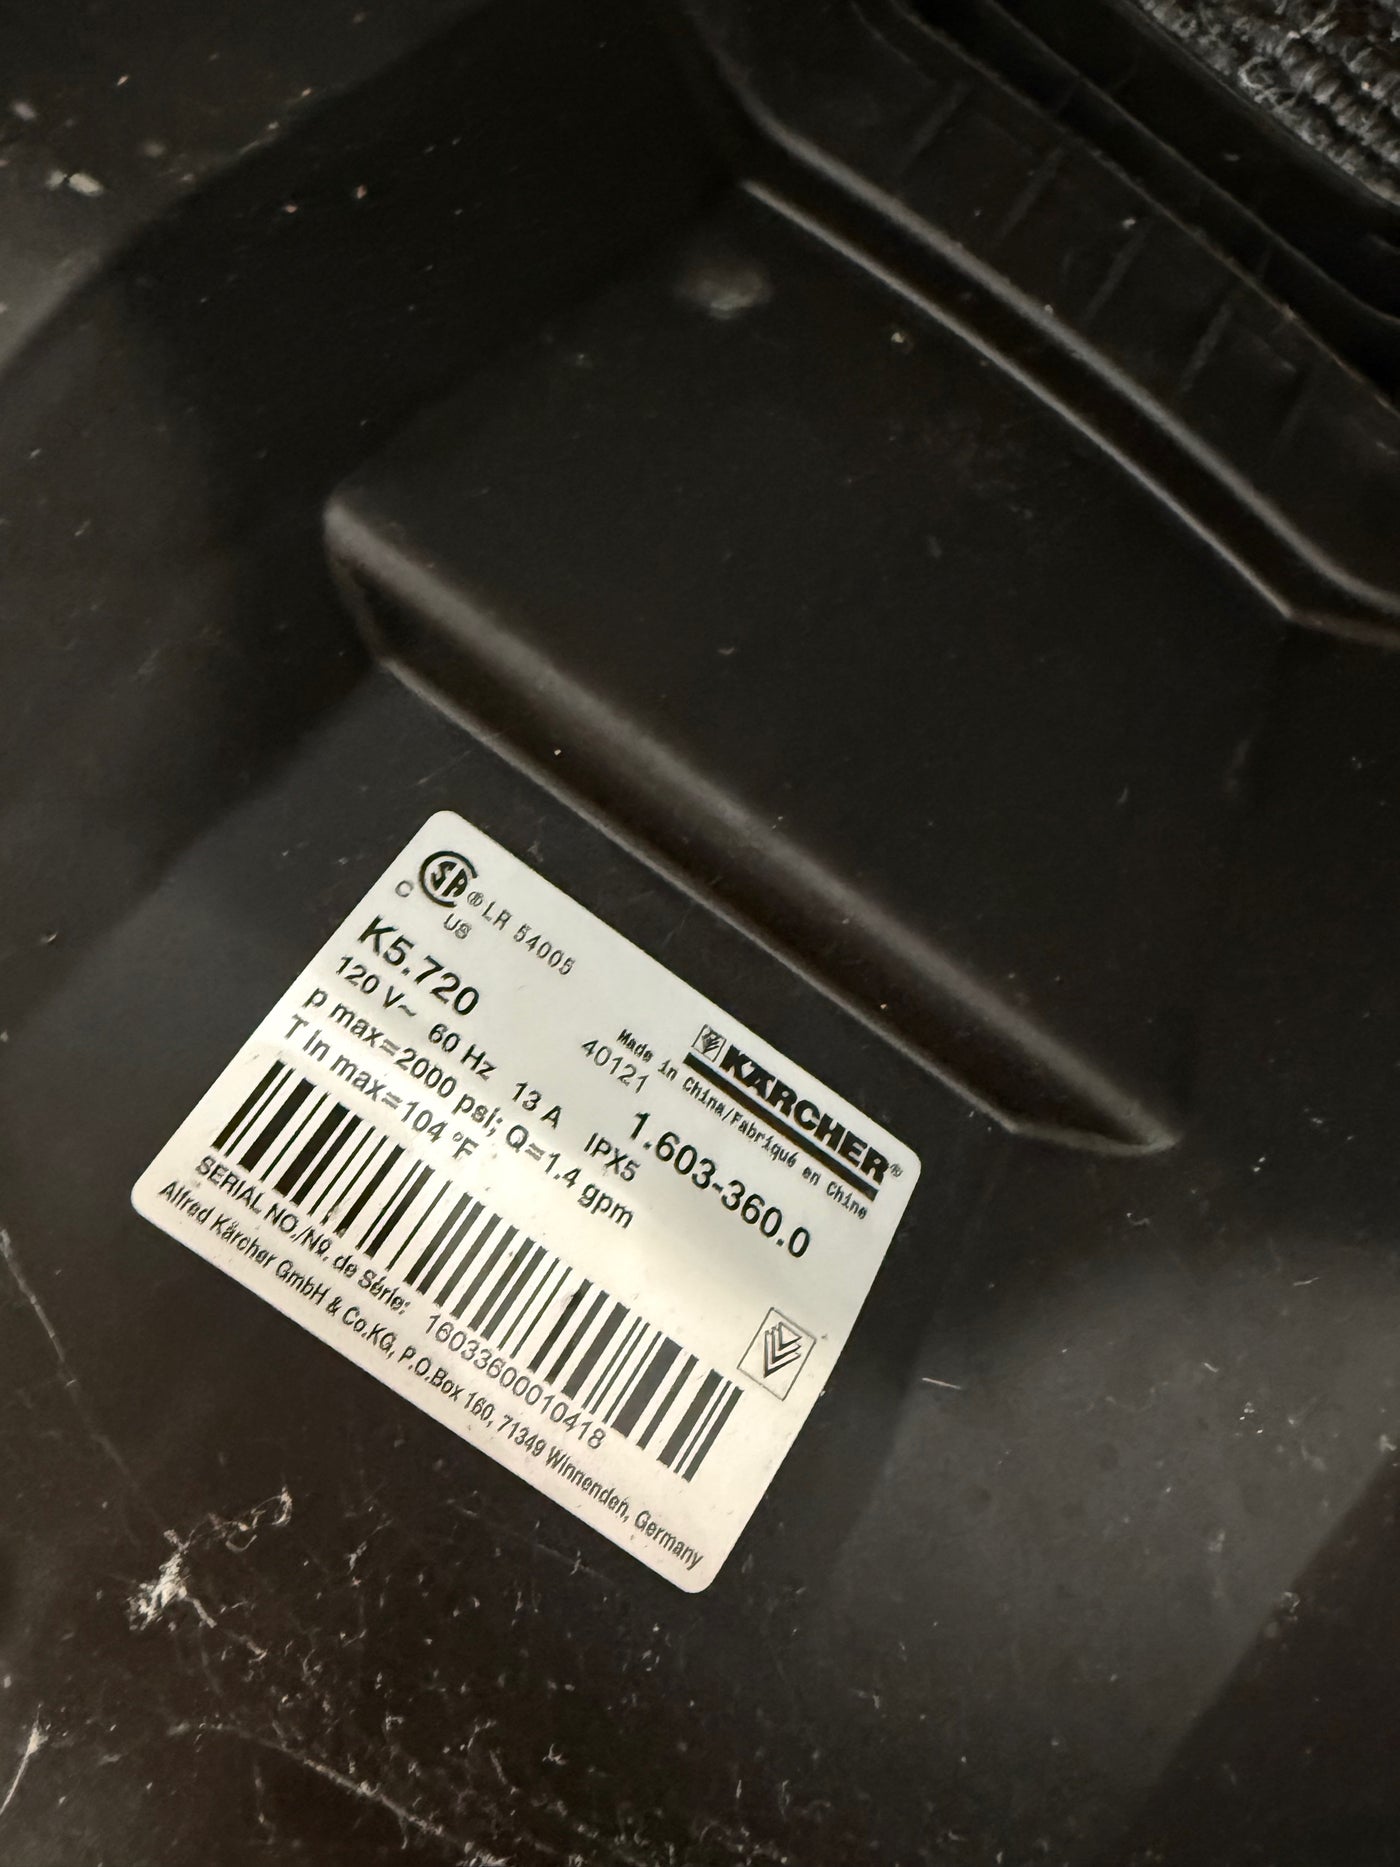 C SA® US LR 54005
KÄRCHER®
Made in China/Fabriqué en Chine
40121
K5.720 1.603-360.0
120 V~ 60 Hz 13 A IPX5
p max=2000 psi; Q=1.4 gpm
T in max=104 °F
SERIAL NO./No. de Série: 16033600010418
Alfred Kärcher GmbH & Co.KG, P.O.Box 160, 71349 Winnenden, Germany